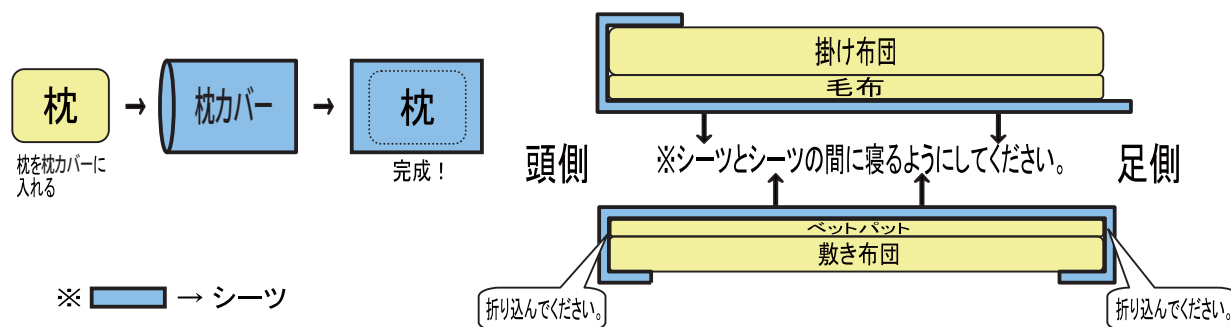 枕
枕カバー
枕
枕を枕カバーに
入れる
完成！
※ → シーツ
掛け布団
毛布
頭側
※シーツとシーツの間に寝るようにしてください。
足側
ベットパット
敷き布団
折り込んでください。
折り込んでください。